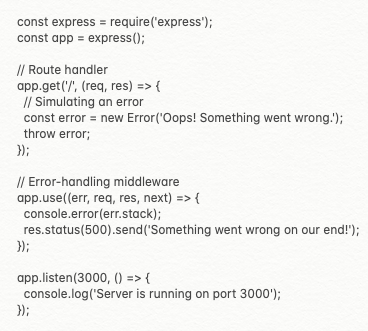 const express = require('express');
const app = express();

// Route handler
app.get('/', (req, res) => {
  // Simulating an error
  const error = new Error('Oops! Something went wrong.');
  throw error;
});

// Error-handling middleware
app.use((err, req, res, next) => {
  console.error(err.stack);
  res.status(500).send('Something went wrong on our end!');
});

app.listen(3000, () => {
  console.log('Server is running on port 3000');
});